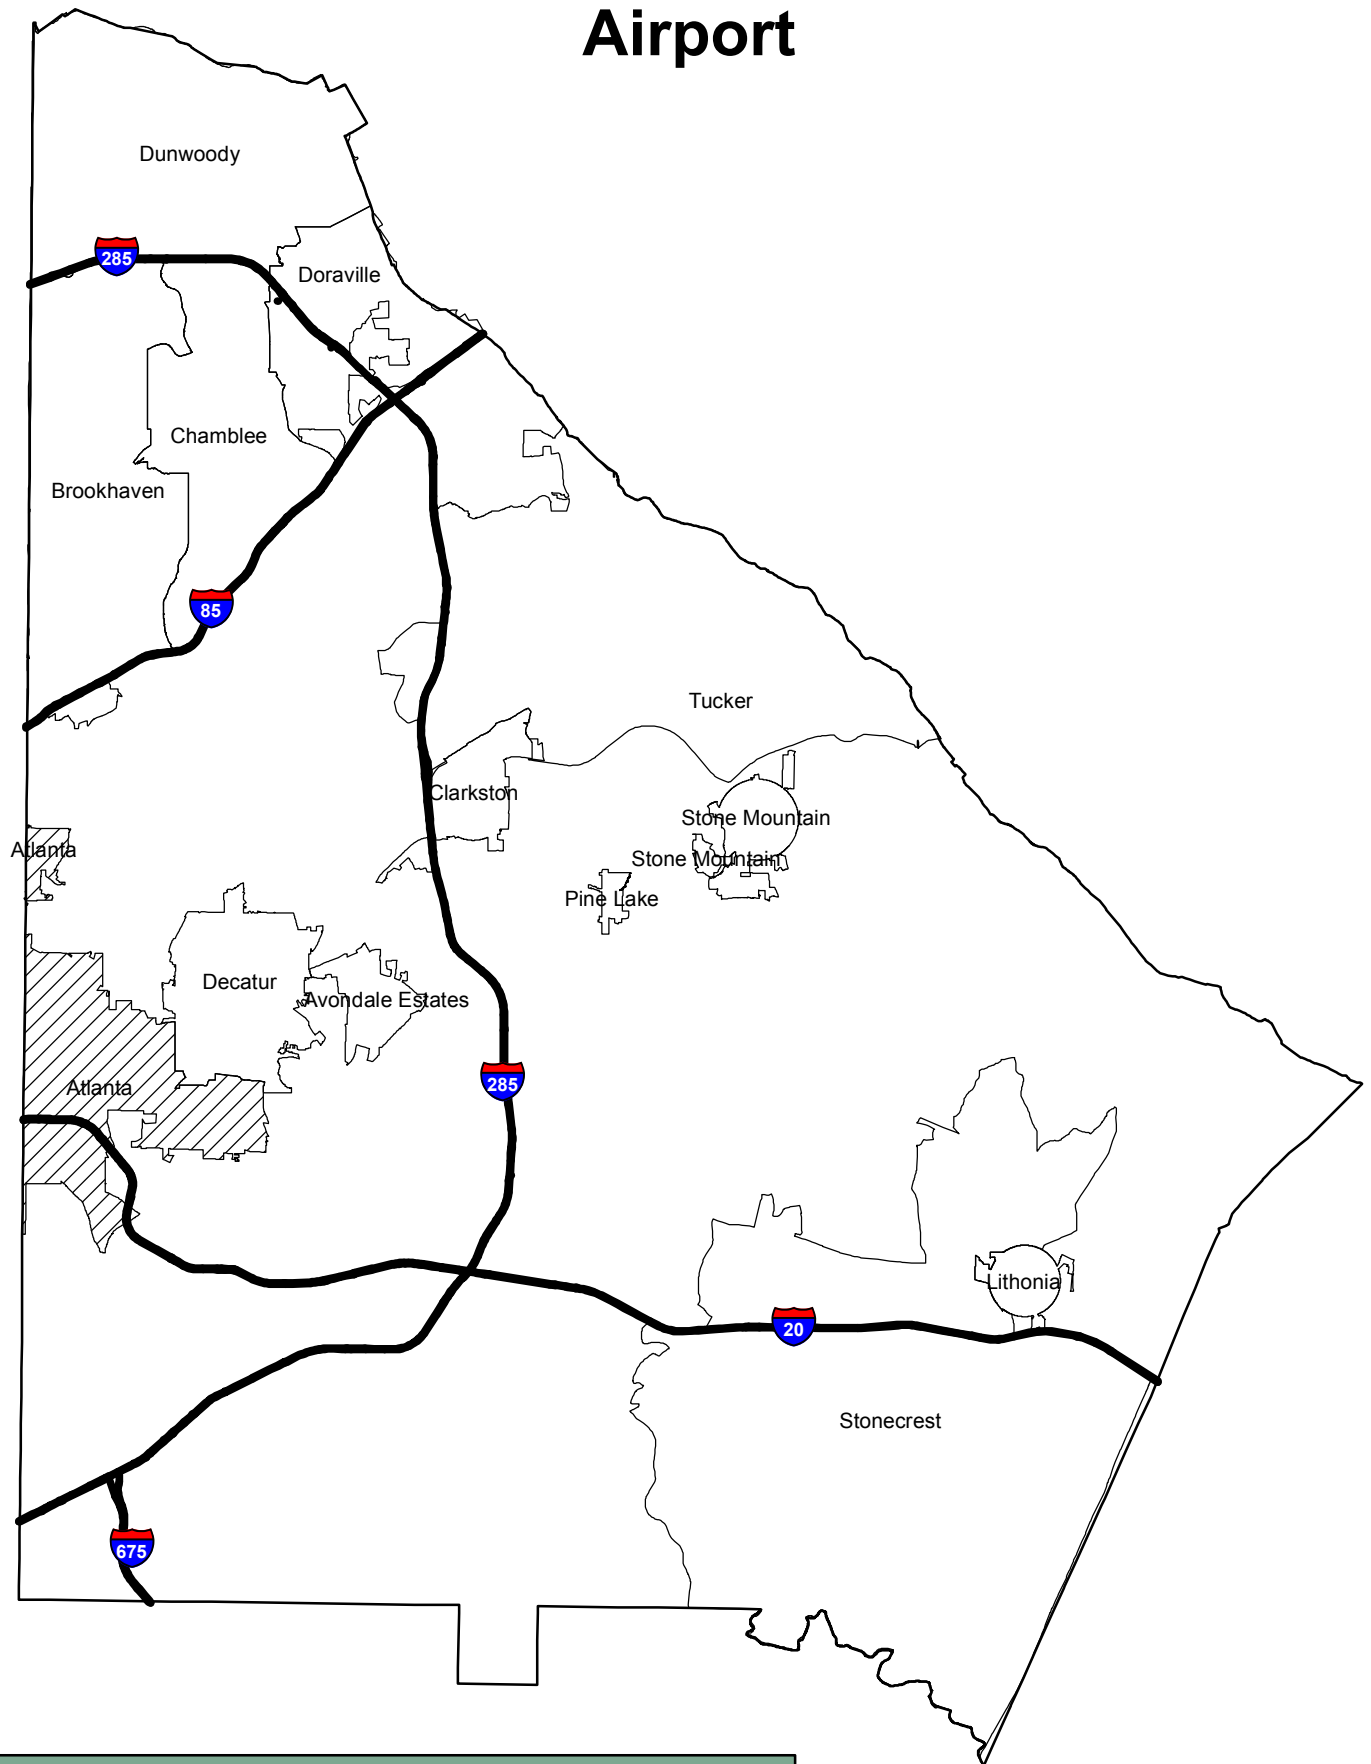 Airport
Dunwoody
285
Doraville
Chamblee
Brookhaven
85
Tucker
Clarkston
Stone Mountain
Atlanta
Stone Mountain
Pine Lake
Decatur
Avondale Estates
285
Atlanta
Lithonia
20
Stonecrest
675